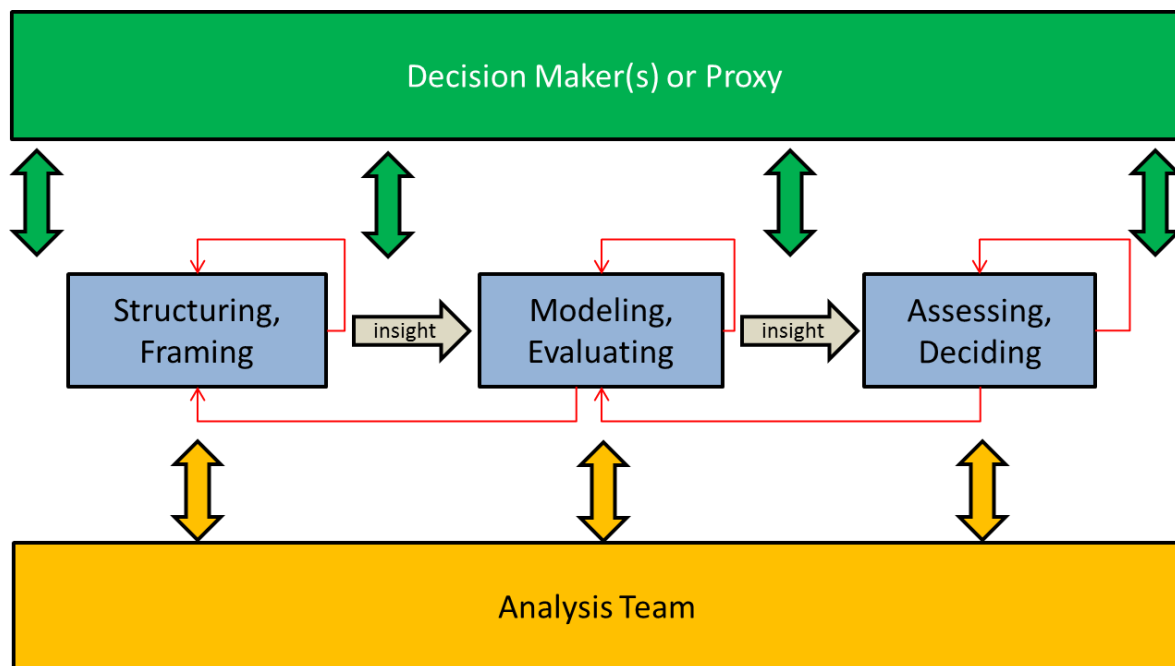 Decision Maker(s) or Proxy
Structuring,
Framing
insight
Modeling,
Evaluating
insight
Assessing,
Deciding
Analysis Team